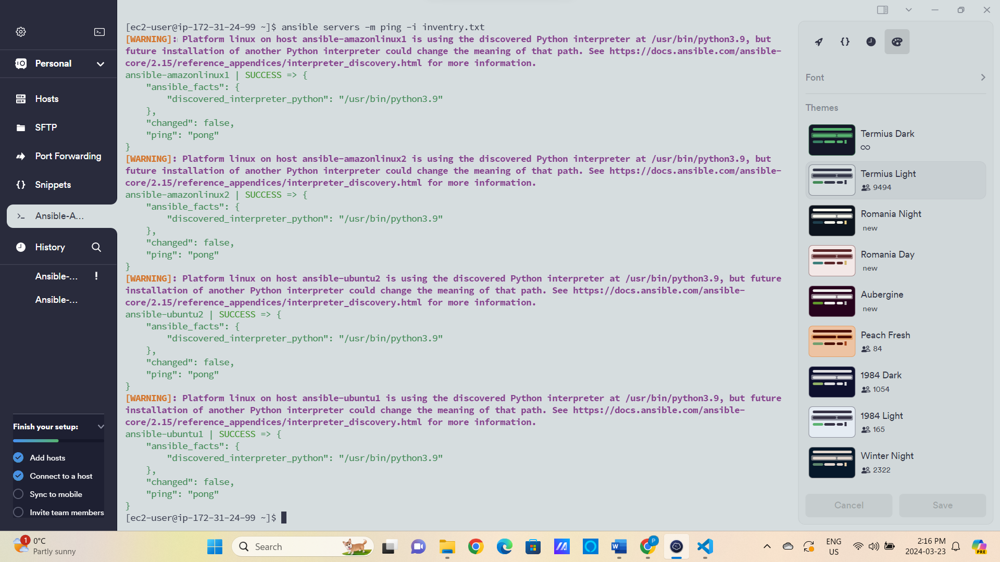 Personal
Hosts
SFTP
Port Forwarding
Snippets
Ansible-A...
History
Ansible-... !
Ansible-...
Finish your setup:
Add hosts
Connect to a host
Sync to mobile
Invite team members
[ec2-user@ip-172-31-24-99 ~]$ ansible servers -m ping -i inventry.txt
[WARNING]: Platform linux on host ansible-amazonlinux1 is using the discovered Python interpreter at /usr/bin/python3.9, but
future installation of another Python interpreter could change the meaning of that path. See https://docs.ansible.com/ansible-
core/2.15/reference_appendices/interpreter_discovery.html for more information.
ansible-amazonlinux1 | SUCCESS => {
    "ansible_facts": {
        "discovered_interpreter_python": "/usr/bin/python3.9"
    },
    "changed": false,
    "ping": "pong"
}
[WARNING]: Platform linux on host ansible-amazonlinux2 is using the discovered Python interpreter at /usr/bin/python3.9, but
future installation of another Python interpreter could change the meaning of that path. See https://docs.ansible.com/ansible-
core/2.15/reference_appendices/interpreter_discovery.html for more information.
ansible-amazonlinux2 | SUCCESS => {
    "ansible_facts": {
        "discovered_interpreter_python": "/usr/bin/python3.9"
    },
    "changed": false,
    "ping": "pong"
}
[WARNING]: Platform linux on host ansible-ubuntu2 is using the discovered Python interpreter at /usr/bin/python3.9, but future
installation of another Python interpreter could change the meaning of that path. See https://docs.ansible.com/ansible-
core/2.15/reference_appendices/interpreter_discovery.html for more information.
ansible-ubuntu2 | SUCCESS => {
    "ansible_facts": {
        "discovered_interpreter_python": "/usr/bin/python3.9"
    },
    "changed": false,
    "ping": "pong"
}
[WARNING]: Platform linux on host ansible-ubuntu1 is using the discovered Python interpreter at /usr/bin/python3.9, but future
installation of another Python interpreter could change the meaning of that path. See https://docs.ansible.com/ansible-
core/2.15/reference_appendices/interpreter_discovery.html for more information.
ansible-ubuntu1 | SUCCESS => {
    "ansible_facts": {
        "discovered_interpreter_python": "/usr/bin/python3.9"
    },
    "changed": false,
    "ping": "pong"
}
[ec2-user@ip-172-31-24-99 ~]$
Font
Themes
Termius Dark
∞
Termius Light
9494
Romania Night
new
Romania Day
new
Aubergine
new
Peach Fresh
84
1984 Dark
1054
1984 Light
165
Winter Night
2322
Cancel
Save
1
0°C
Partly sunny
Search
W
P
ENG
US
2:16 PM
2024-03-23
PRE